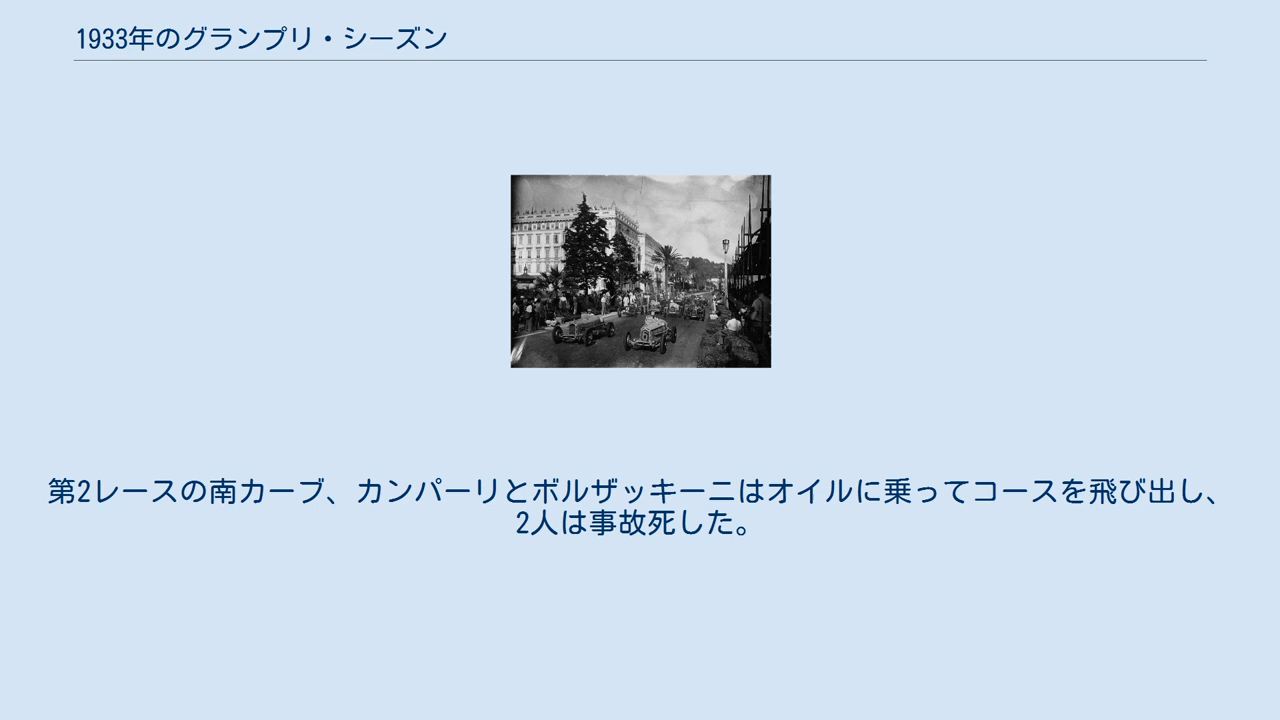 1933年のグランプリ・シーズン
第2レースの南カーブ、カンパーリとボルザッキーニはオイルに乗ってコースを飛び出し、
2人は事故死した。